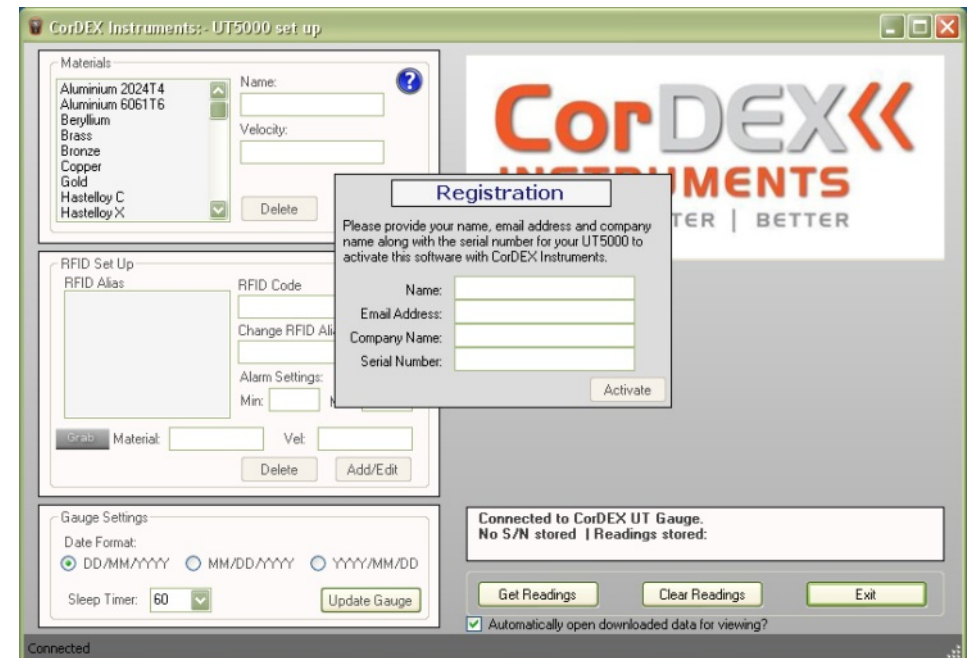 CorDEX Instruments:- UT5000 set up
Materials
Aluminium 2024T4
Aluminium 6061T6
Beryllium
Brass
Bronze
Copper
Gold
Hastelloy C
Hastelloy X
Name:
Velocity:
Delete
?
CorDEX
INSTRUMENTS
| BETTER
Registration
Please provide your name, email address and company
name along with the serial number for your UT5000 to
activate this software with CorDEX Instruments.
Name:
Email Address:
Company Name:
Serial Number:
Activate
RFID Set Up
RFID Alias
RFID Code
Change RFID Ali
Alarm Settings:
Min:
Grab
Material:
Vel:
Delete
Add/Edit
Gauge Settings
Date Format:
DD/MM/YYYY
MM/DD/YYYY
YYYY/MM/DD
Sleep Timer:
60
Update Gauge
Connected to CorDEX UT Gauge.
No S/N stored | Readings stored:
Get Readings
Clear Readings
Exit
Automatically open downloaded data for viewing?
Connected